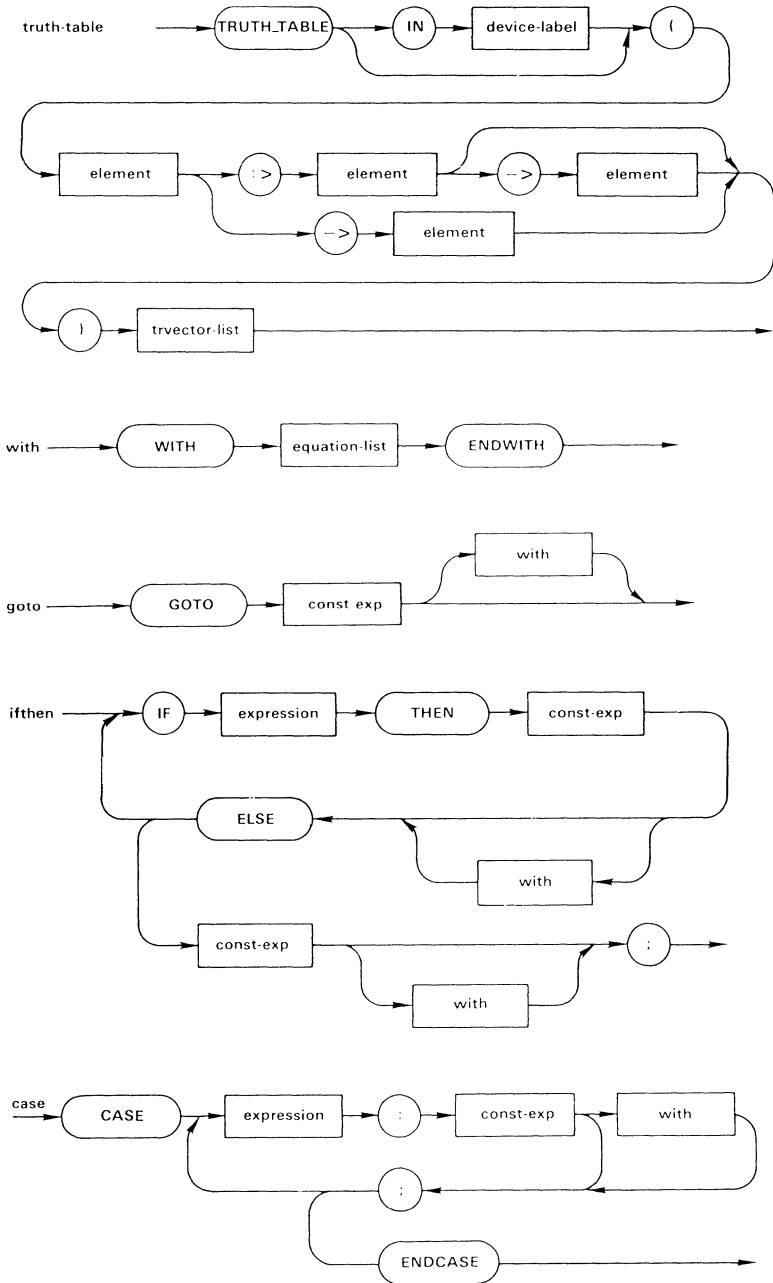 truth-table TRUTH_TABLE IN device-label (
element :> element –> element
–> element
) trvector-list
with WITH equation-list ENDWITH
with
goto GOTO const exp
ifthen IF expression THEN const-exp
ELSE
with
const-exp ;
with
case
CASE expression : const-exp with
;
ENDCASE